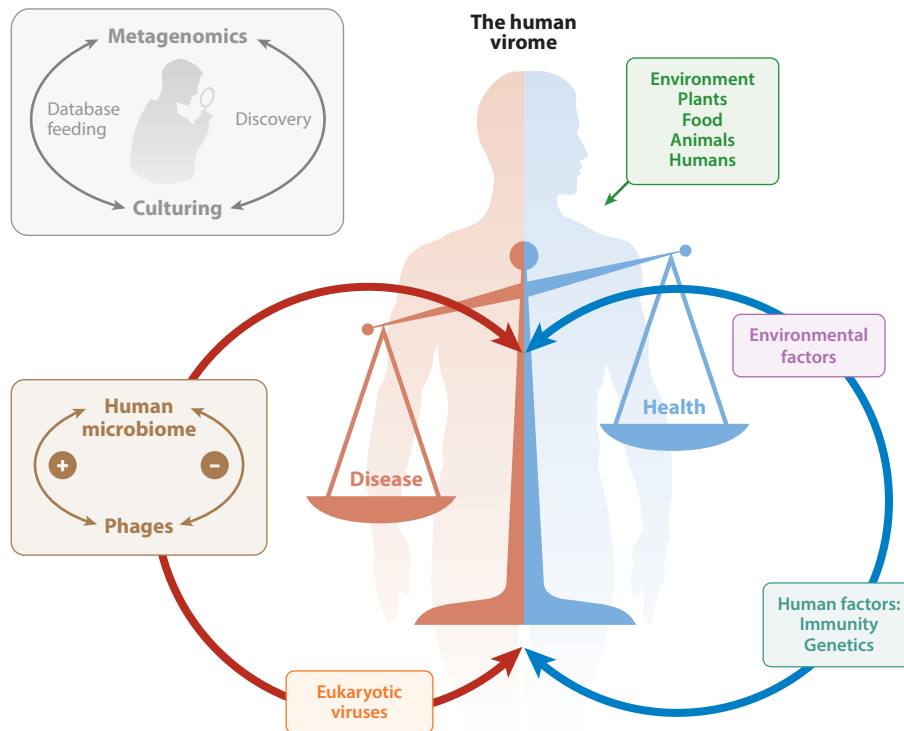 The human
virome
Metagenomics
Database
feeding
Discovery
Culturing
Environment
Plants
Food
Animals
Humans
Environmental
factors
Health
Disease
Human
microbiome
+
−
Phages
Human factors:
Immunity
Genetics
Eukaryotic
viruses